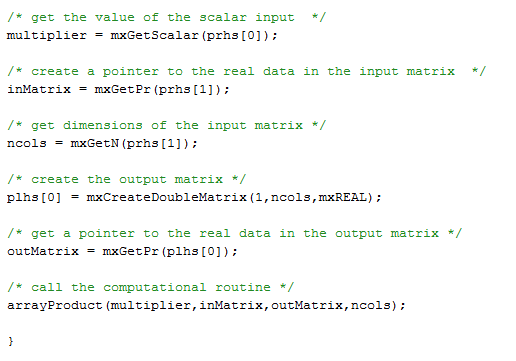 /* get the value of the scalar input  */
multiplier = mxGetScalar(prhs[0]);
/* create a pointer to the real data in the input matrix  */
inMatrix = mxGetPr(prhs[1]);
/* get dimensions of the input matrix */
ncols = mxGetN(prhs[1]);
/* create the output matrix */
plhs[0] = mxCreateDoubleMatrix(1,ncols,mxREAL);
/* get a pointer to the real data in the output matrix */
outMatrix = mxGetPr(plhs[0]);
/* call the computational routine */
arrayProduct(multiplier,inMatrix,outMatrix,ncols);
}